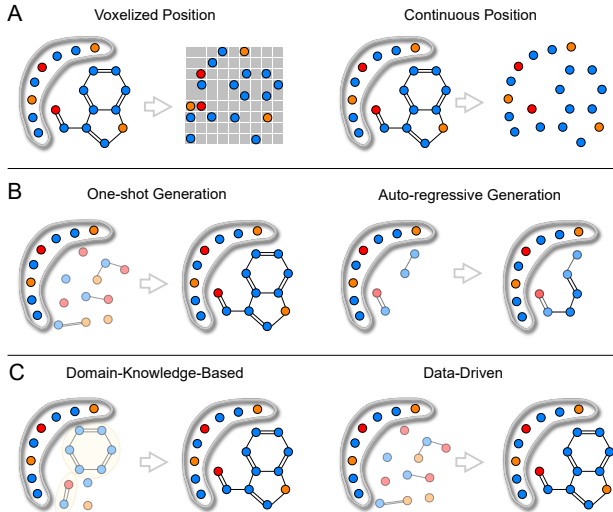 A
Voxelized Position
Continuous Position
B
One-shot Generation
Auto-regressive Generation
C
Domain-Knowledge-Based
Data-Driven